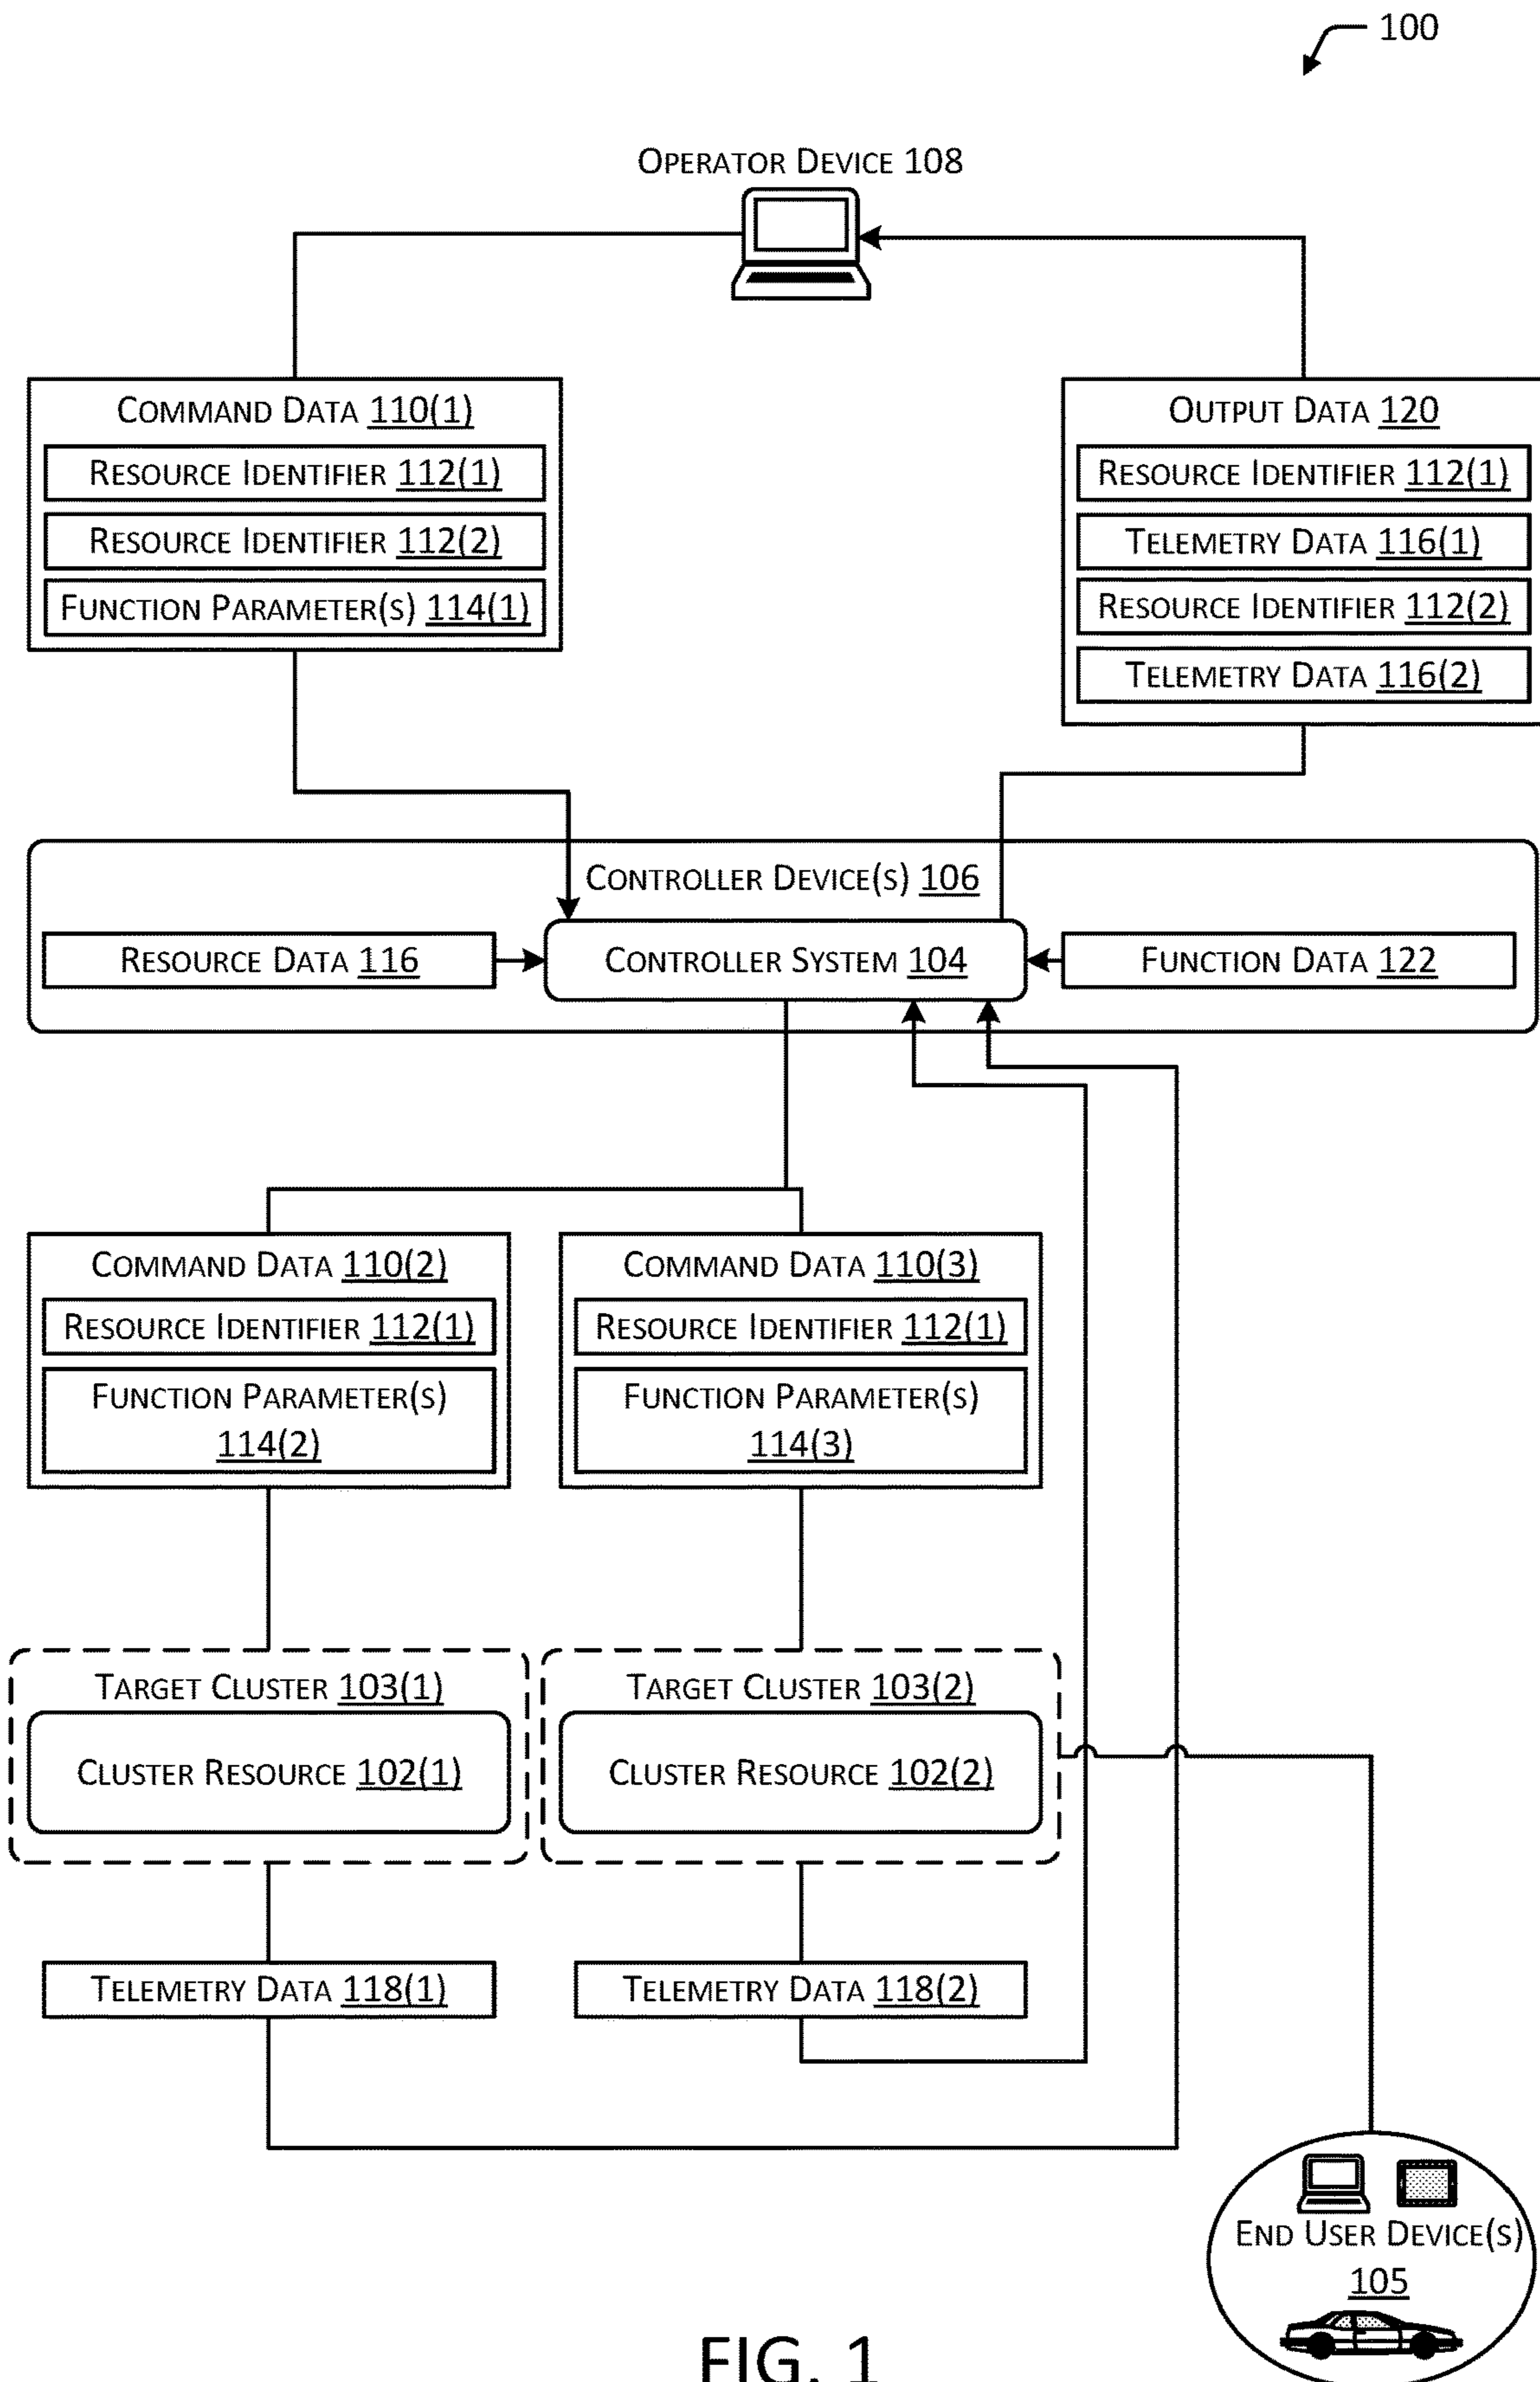 100
OPERATOR DEVICE 108
COMMAND DATA 110(1)
RESOURCE IDENTIFIER 112(1)
RESOURCE IDENTIFIER 112(2)
FUNCTION PARAMETER(S) 114(1)
OUTPUT DATA 120
RESOURCE IDENTIFIER 112(1)
TELEMETRY DATA 116(1)
RESOURCE IDENTIFIER 112(2)
TELEMETRY DATA 116(2)
CONTROLLER DEVICE(S) 106
RESOURCE DATA 116
CONTROLLER SYSTEM 104
FUNCTION DATA 122
COMMAND DATA 110(2)
RESOURCE IDENTIFIER 112(1)
FUNCTION PARAMETER(S)
114(2)
COMMAND DATA 110(3)
RESOURCE IDENTIFIER 112(1)
FUNCTION PARAMETER(S)
114(3)
TARGET CLUSTER 103(1)
CLUSTER RESOURCE 102(1)
TARGET CLUSTER 103(2)
CLUSTER RESOURCE 102(2)
TELEMETRY DATA 118(1)
TELEMETRY DATA 118(2)
END USER DEVICE(S)
105
FIG. 1